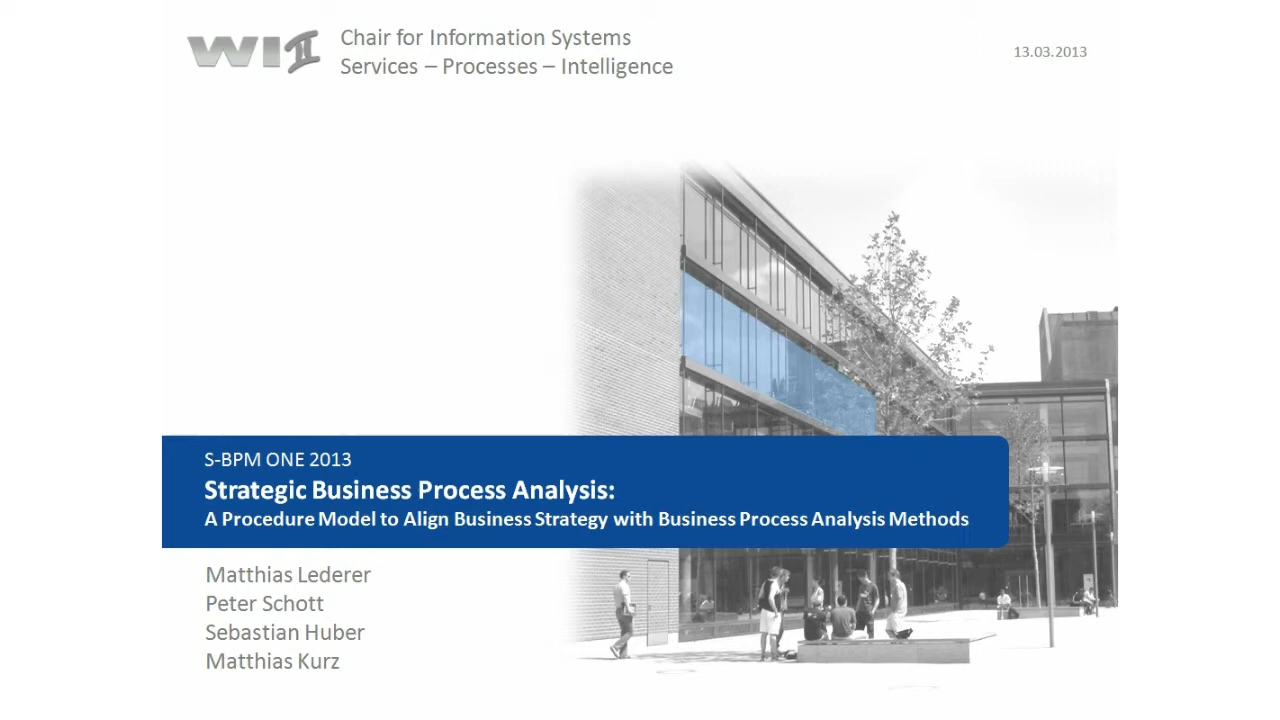 WI II
Chair for Information Systems
Services – Processes – Intelligence
13.03.2013
S-BPM ONE 2013
Strategic Business Process Analysis:
A Procedure Model to Align Business Strategy with Business Process Analysis Methods
Matthias Lederer
Peter Schott
Sebastian Huber
Matthias Kurz